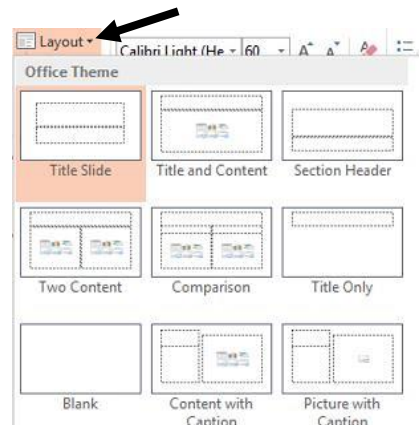 Layout Calibri Light (He 60 A A
Office Theme
Title Slide Title and Content Section Header
Two Content Comparison Title Only
Blank Content with Caption Picture with Caption